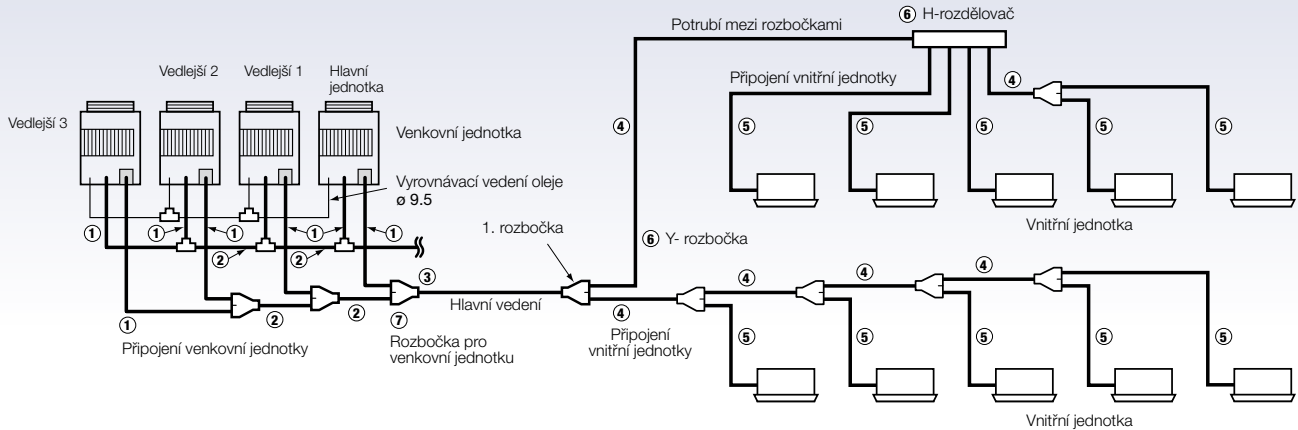 ⑥ H-rozdělovač
Potrubí mezi rozbočkami
Vedlejší 2
Vedlejší 1
Hlavní
jednotka
Připojení vnitřní jednotky
④
Vedlejší 3
Venkovní jednotka
④
⑤
⑤
⑤
⑤
⑤
Vyrovnávací vedení oleje
ø 9.5
Vnitřní jednotka
①
①
①
①
①
1. rozbočka
②
②
⑥ Y- rozbočka
③
④
④
④
Hlavní vedení
①
②
②
⑦
④
Připojení venkovní jednotky
Rozbočka pro
venkovní jednotku
Připojení
vnitřní jednotky
⑤
⑤
⑤
⑤
⑤
Vnitřní jednotka